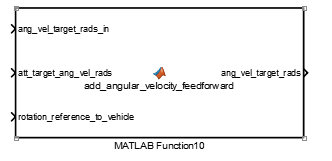 ang_vel_target_rads_in
att_target_ang_vel_rads
ang_vel_target_rads
add_angular_velocity_feedforward
rotation_reference_to_vehicle
MATLAB Function10